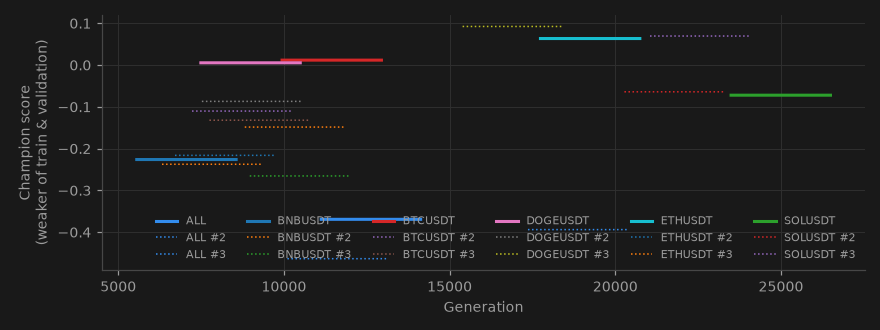 Champion score
(weaker of train & validation)
0.1
0.0
−0.1
−0.2
−0.3
−0.4
ALL BNBUSDT BTCUSDT DOGEUSDT ETHUSDT SOLUSDT
ALL #2 BNBUSDT #2 BTCUSDT #2 DOGEUSDT #2 ETHUSDT #2 SOLUSDT #2
ALL #3 BNBUSDT #3 BTCUSDT #3 DOGEUSDT #3 ETHUSDT #3 SOLUSDT #3
5000 10000 15000 20000 25000
Generation